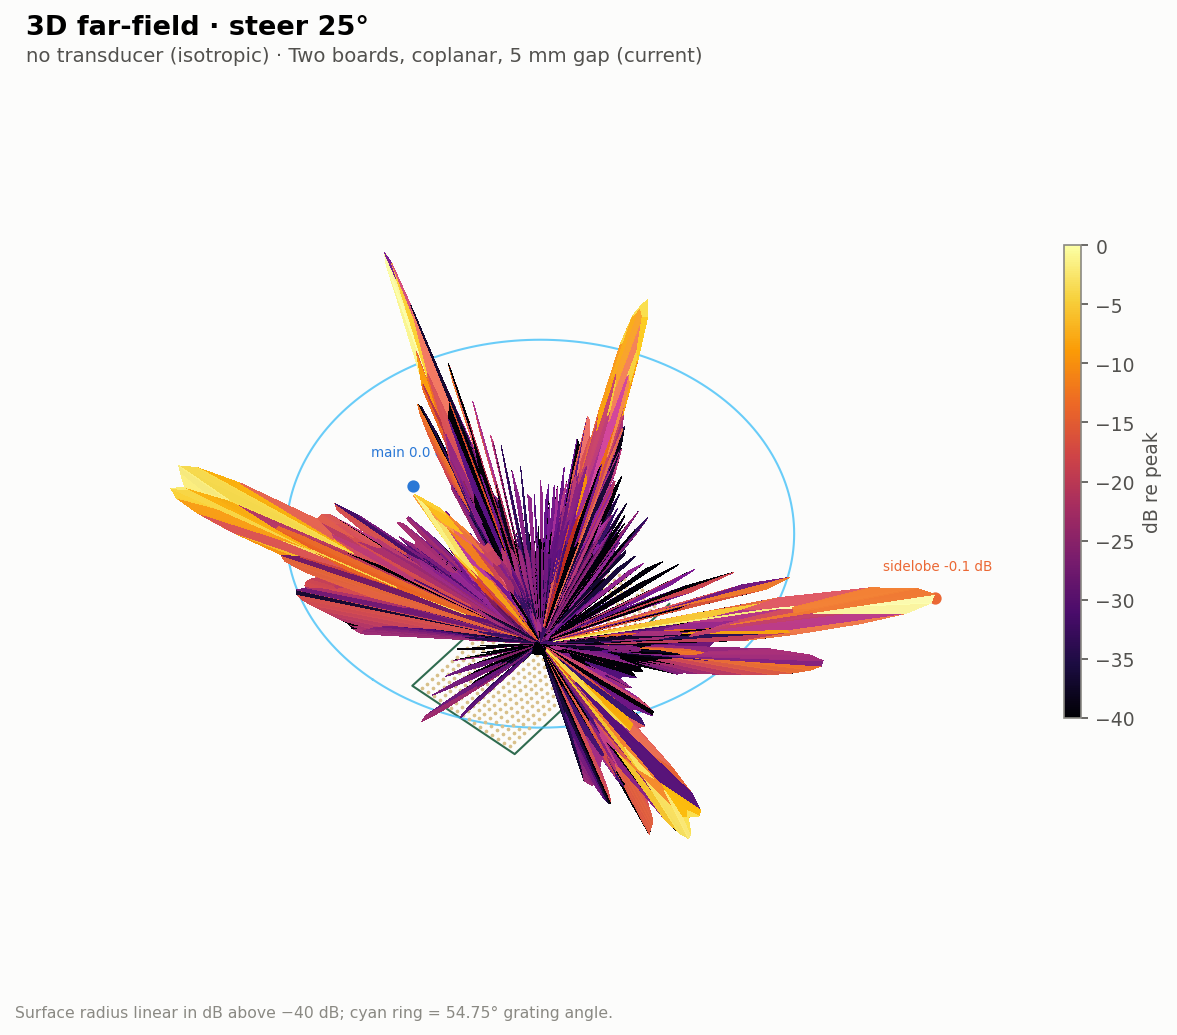 3D far-field · steer 25°
no transducer (isotropic) · Two boards, coplanar, 5 mm gap (current)
main 0.0
sidelobe -0.1 dB
0
−5
−10
−15
−20
−25
−30
−35
−40
dB re peak
Surface radius linear in dB above −40 dB; cyan ring = 54.75° grating angle.